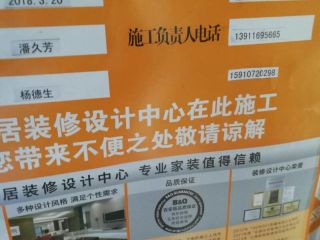 2018.3.20
潘久芳
施工负责人电话
13911695665
杨德生
15910720298
居装修设计中心在此施工
您带来不便之处敬请谅解
居装修设计中心 专业家装值得信赖
多种设计风格 满足个性需求
品质保证
装修设计中心荣誉